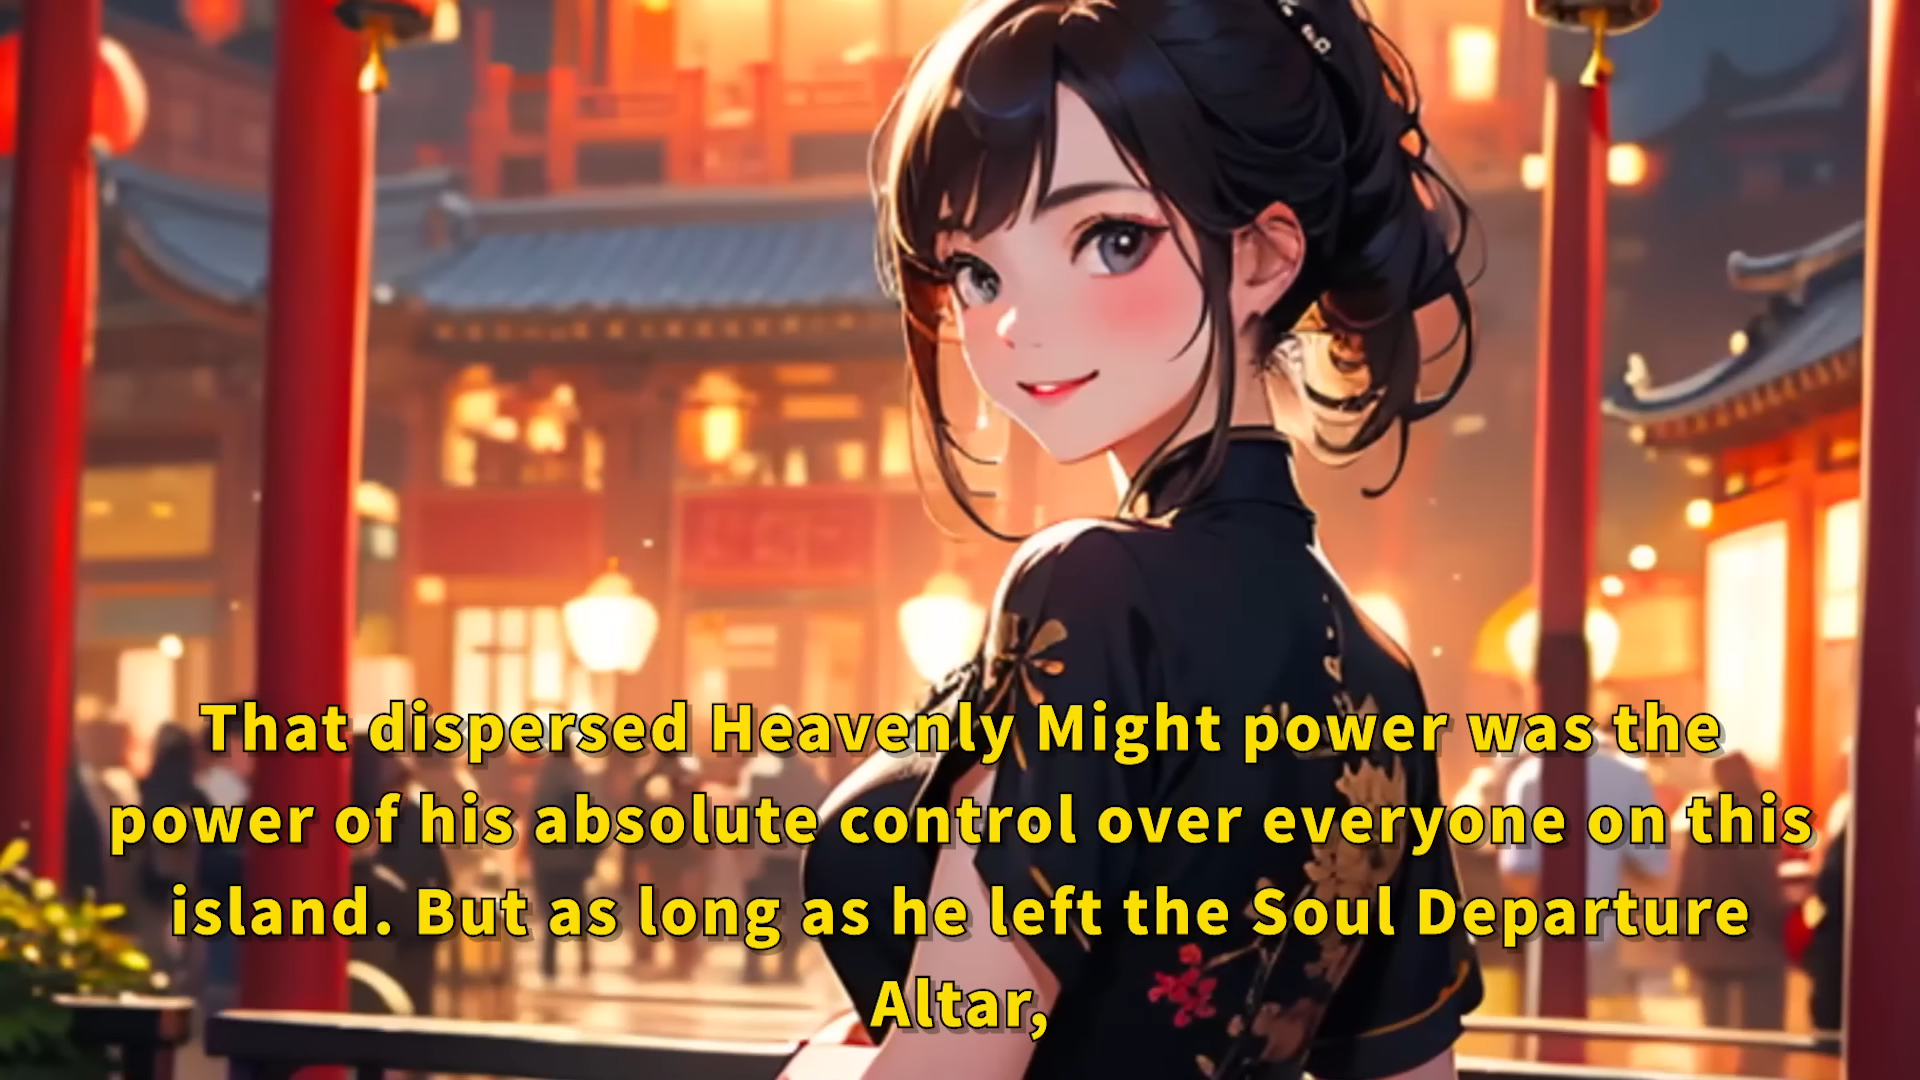 That dispersed Heavenly Might power was the
power of his absolute control over everyone on this
island. But as long as he left the Soul Departure
Altar,